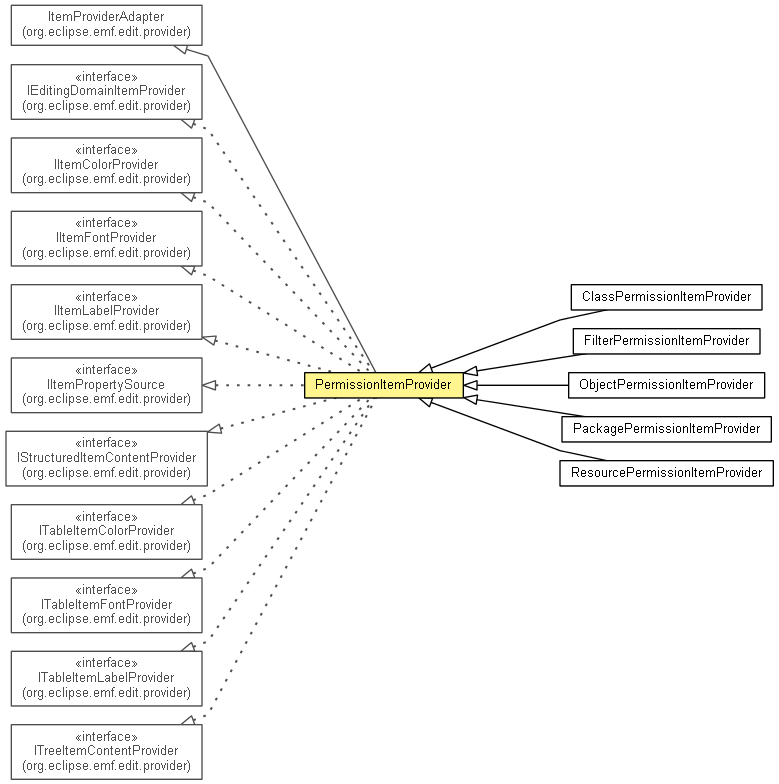 ItemProviderAdapter
(org.eclipse.emf.edit.provider)
«interface»
IEditingDomainItemProvider
(org.eclipse.emf.edit.provider)
«interface»
IItemColorProvider
(org.eclipse.emf.edit.provider)
«interface»
IItemFontProvider
(org.eclipse.emf.edit.provider)
«interface»
IItemLabelProvider
(org.eclipse.emf.edit.provider)
«interface»
IItemPropertySource
(org.eclipse.emf.edit.provider)
«interface»
IStructuredItemContentProvider
(org.eclipse.emf.edit.provider)
«interface»
ITableItemColorProvider
(org.eclipse.emf.edit.provider)
«interface»
ITableItemFontProvider
(org.eclipse.emf.edit.provider)
«interface»
ITableItemLabelProvider
(org.eclipse.emf.edit.provider)
«interface»
ITreeItemContentProvider
(org.eclipse.emf.edit.provider)
PermissionItemProvider
ClassPermissionItemProvider
FilterPermissionItemProvider
ObjectPermissionItemProvider
PackagePermissionItemProvider
ResourcePermissionItemProvider